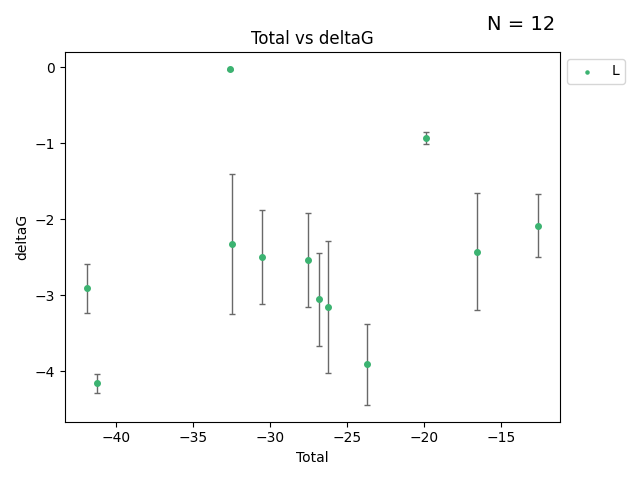 N = 12
Total vs deltaG
L
deltaG
0
−1
−2
−3
−4
−40
−35
−30
−25
−20
−15
Total